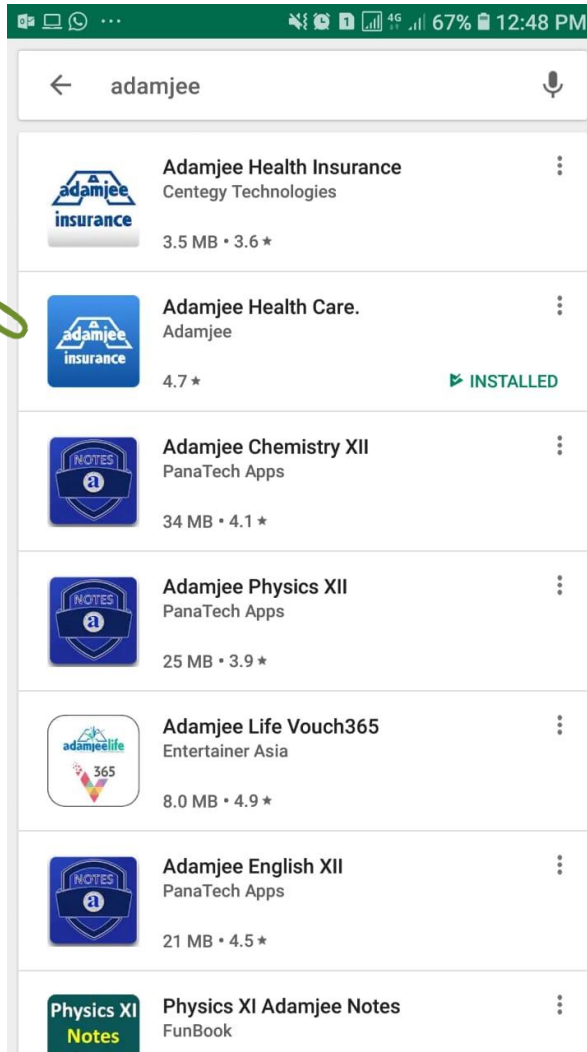 4G 67% 12:48 PM
adamjee
adamjee
insurance
Adamjee Health Insurance
Centegy Technologies
3.5 MB • 3.6 ★
adamjee
insurance
Adamjee Health Care.
Adamjee
4.7 ★
INSTALLED
NOTES
a
Adamjee Chemistry XII
PanaTech Apps
34 MB • 4.1 ★
NOTES
a
Adamjee Physics XII
PanaTech Apps
25 MB • 3.9 ★
adamjeelife
365
Adamjee Life Vouch365
Entertainer Asia
8.0 MB • 4.9 ★
NOTES
a
Adamjee English XII
PanaTech Apps
21 MB • 4.5 ★
Physics XI
Notes
Physics XI Adamjee Notes
FunBook